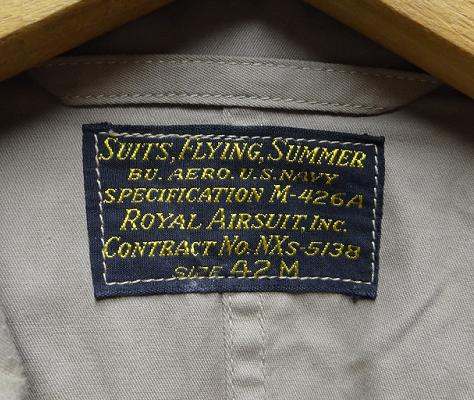 SUITS, FLYING, SUMMER
BU. AERO. U.S. NAVY
SPECIFICATION M-426A
ROYAL AIRSUIT, INC.
CONTRACT NO. NXS-5138
SIZE 42 M